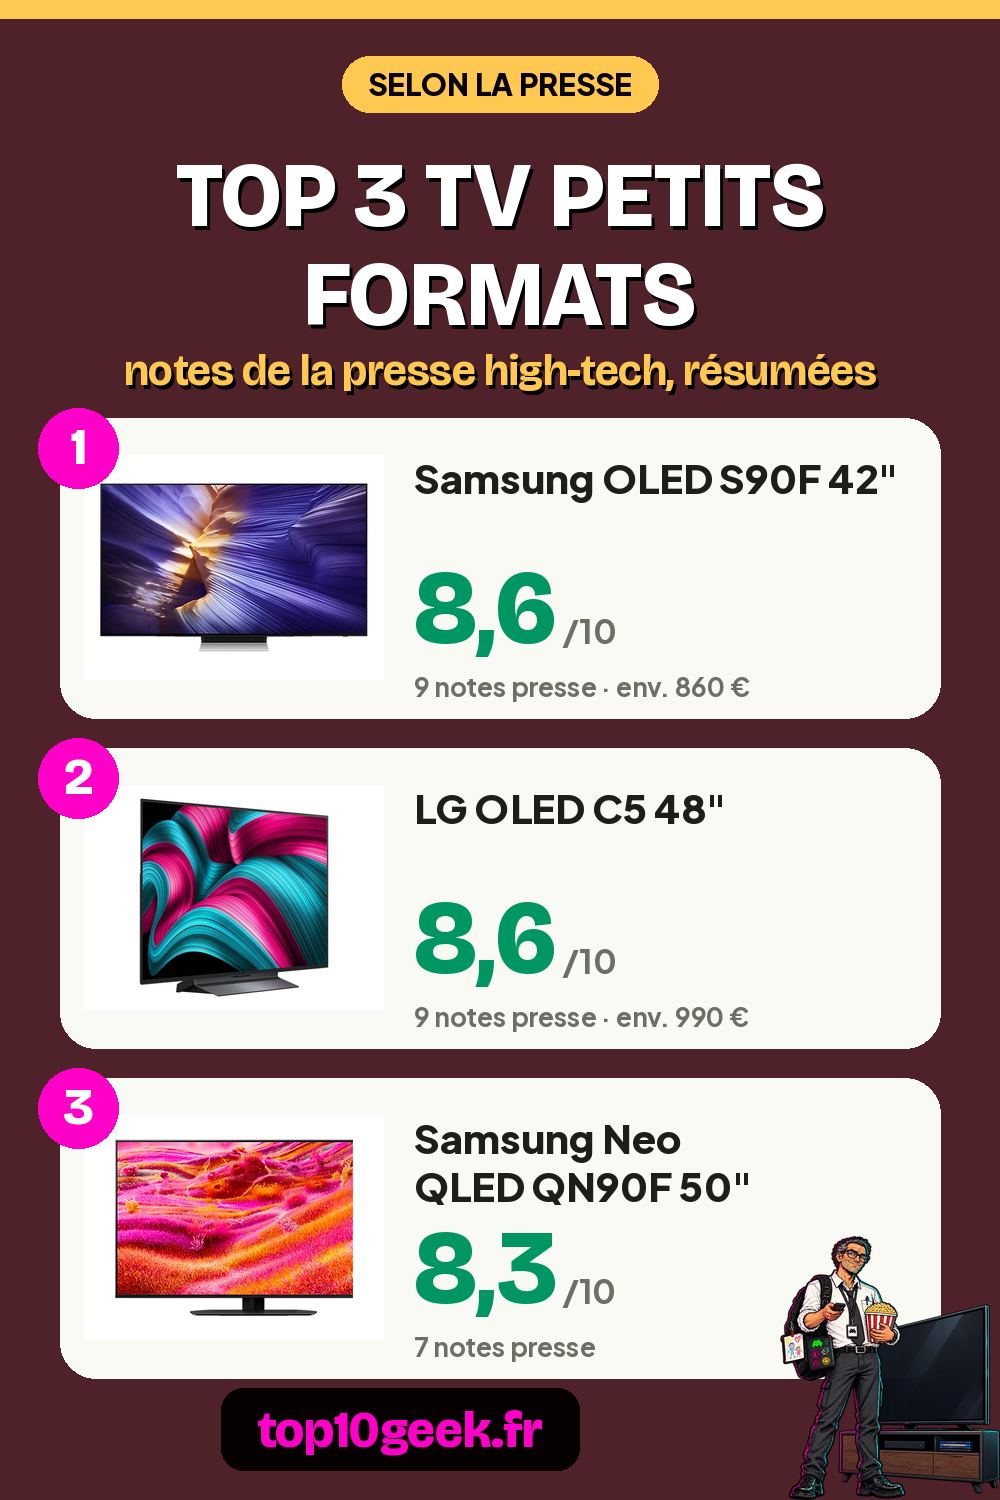 SELON LA PRESSE
TOP 3 TV PETITS
FORMATS
notes de la presse high-tech, résumées
1
Samsung OLED S90F 42"
8,6 /10
9 notes presse · env. 860 €
2
LG OLED C5 48"
8,6 /10
9 notes presse · env. 990 €
3
Samsung Neo
QLED QN90F 50"
8,3 /10
7 notes presse
top10geek.fr